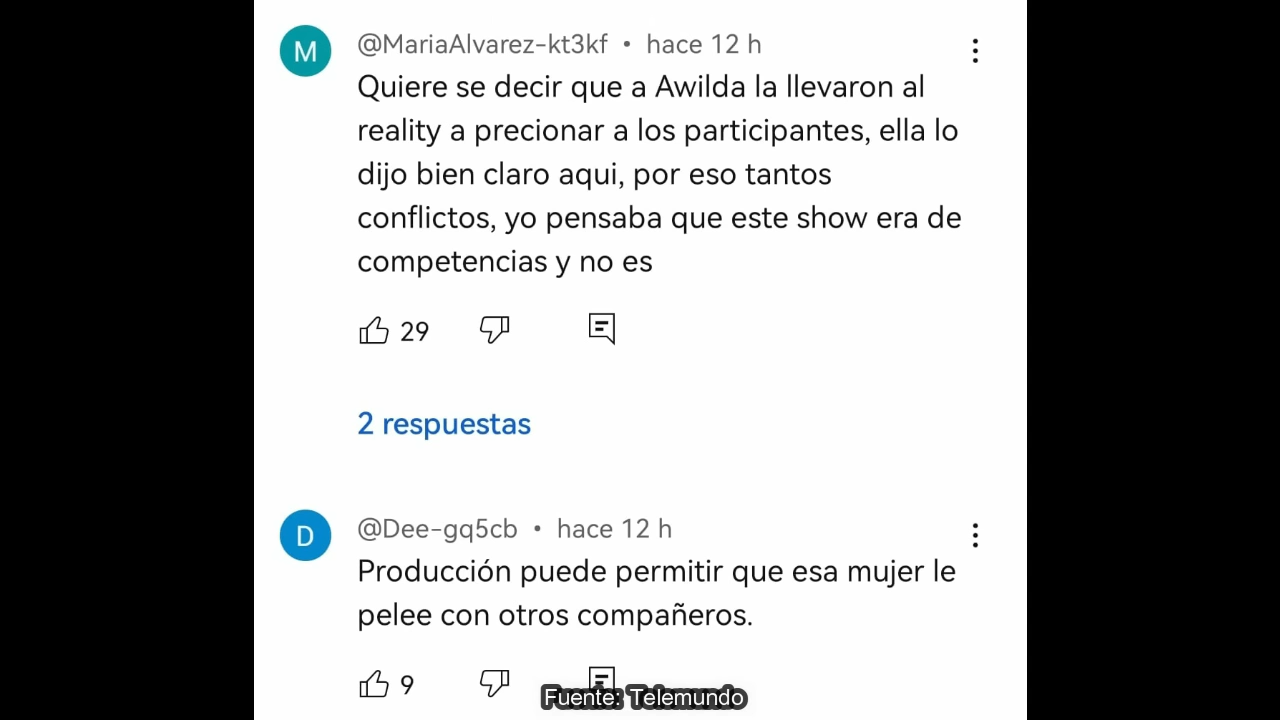 M
@MariaAlvarez-kt3kf • hace 12 h
Quiere se decir que a Awilda la llevaron al
reality a precionar a los participantes, ella lo
dijo bien claro aqui, por eso tantos
conflictos, yo pensaba que este show era de
competencias y no es
29
2 respuestas
D
@Dee-gq5cb • hace 12 h
Producción puede permitir que esa mujer le
pelee con otros compañeros.
9
Fuente: Telemundo